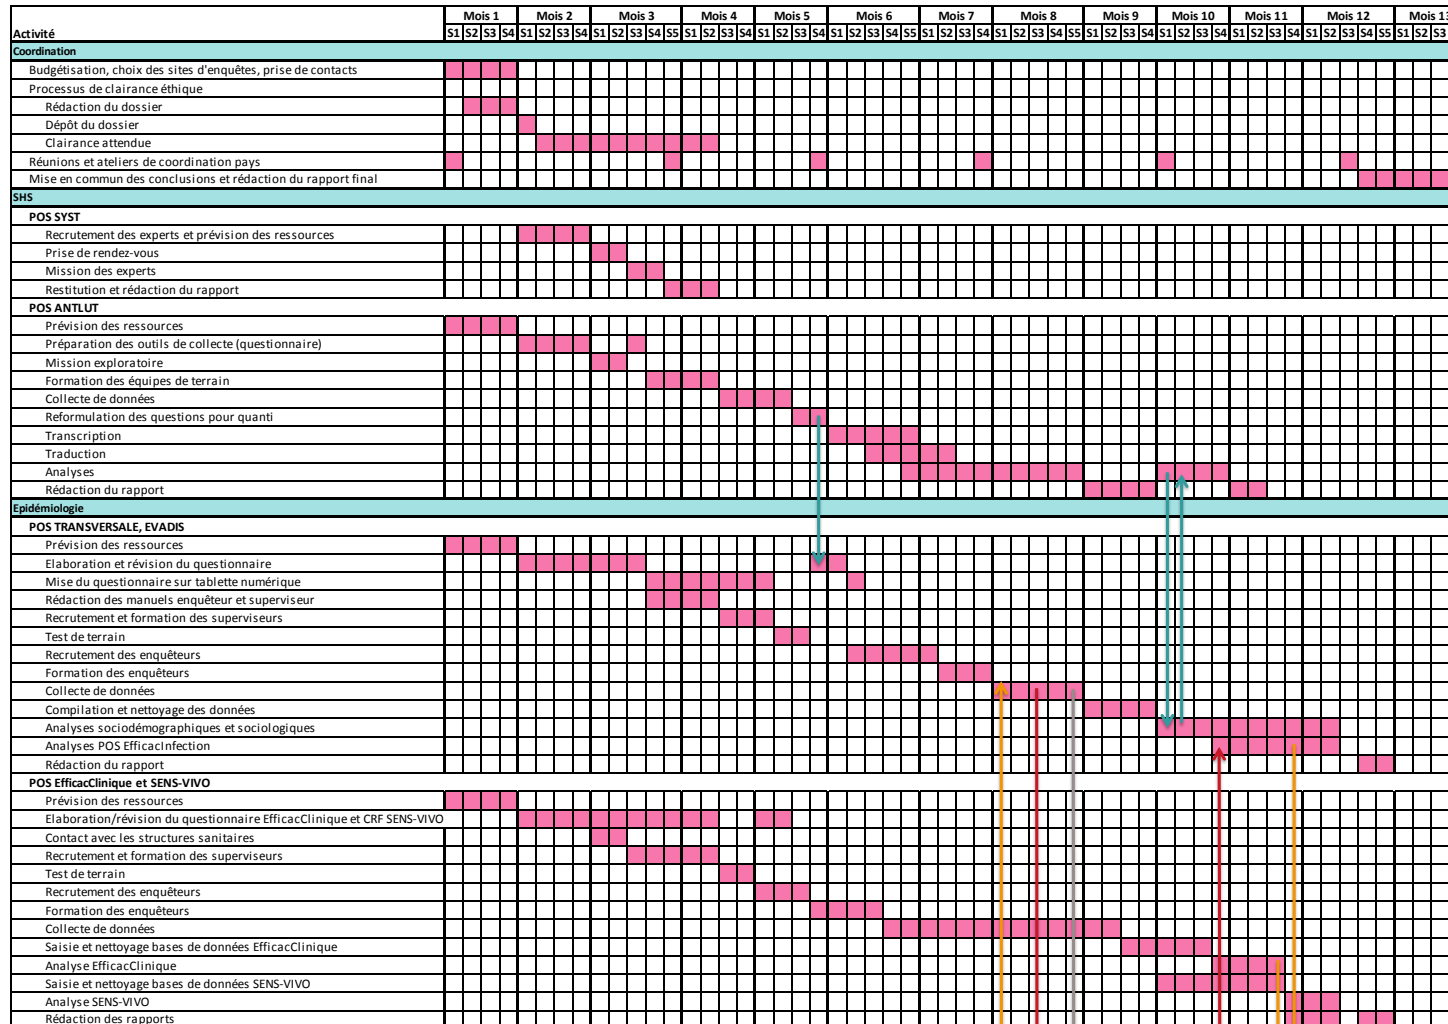 Mois 1 Mois 2 Mois 3 Mois 4 Mois 5 Mois 6 Mois 7 Mois 8 Mois 9 Mois 10 Mois 11 Mois 12 Mois 13
Activité S1 S2 S3 S4 S1 S2 S3 S4 S1 S2 S3 S4 S5 S1 S2 S3 S4 S1 S2 S3 S4 S1 S2 S3 S4 S5 S1 S2 S3 S4 S1 S2 S3 S4 S5 S1 S2 S3 S4 S1 S2 S3 S4 S1 S2 S3 S4 S1 S2 S3 S4 S5 S1 S2 S3
Coordination
Budgétisation, choix des sites d'enquêtes, prise de contacts
Processus de clairance éthique
Rédaction du dossier
Dépôt du dossier
Clairance attendue
Réunions et ateliers de coordination pays
Mise en commun des conclusions et rédaction du rapport final
SHS
POS SYST
Recrutement des experts et prévision des ressources
Prise de rendez-vous
Mission des experts
Restitution et rédaction du rapport
POS ANTLUT
Prévision des ressources
Préparation des outils de collecte (questionnaire)
Mission exploratoire
Formation des équipes de terrain
Collecte de données
Reformulation des questions pour quanti
Transcription
Traduction
Analyses
Rédaction du rapport
Epidémiologie
POS TRANSVERSALE, EVADIS
Prévision des ressources
Elaboration et révision du questionnaire
Mise du questionnaire sur tablette numérique
Rédaction des manuels enquêteur et superviseur
Recrutement et formation des superviseurs
Test de terrain
Recrutement des enquêteurs
Formation des enquêteurs
Collecte de données
Compilation et nettoyage des données
Analyses sociodémographiques et sociologiques
Analyses POS EfficacInfection
Rédaction du rapport
POS EfficacClinique et SENS-VIVO
Prévision des ressources
Elaboration/révision du questionnaire EfficacClinique et CRF SENS-VIVO
Contact avec les structures sanitaires
Recrutement et formation des superviseurs
Test de terrain
Recrutement des enquêteurs
Formation des enquêteurs
Collecte de données
Saisie et nettoyage bases de données EfficacClinique
Analyse EfficacClinique
Saisie et nettoyage bases de données SENS-VIVO
Analyse SENS-VIVO
Rédaction des rapports